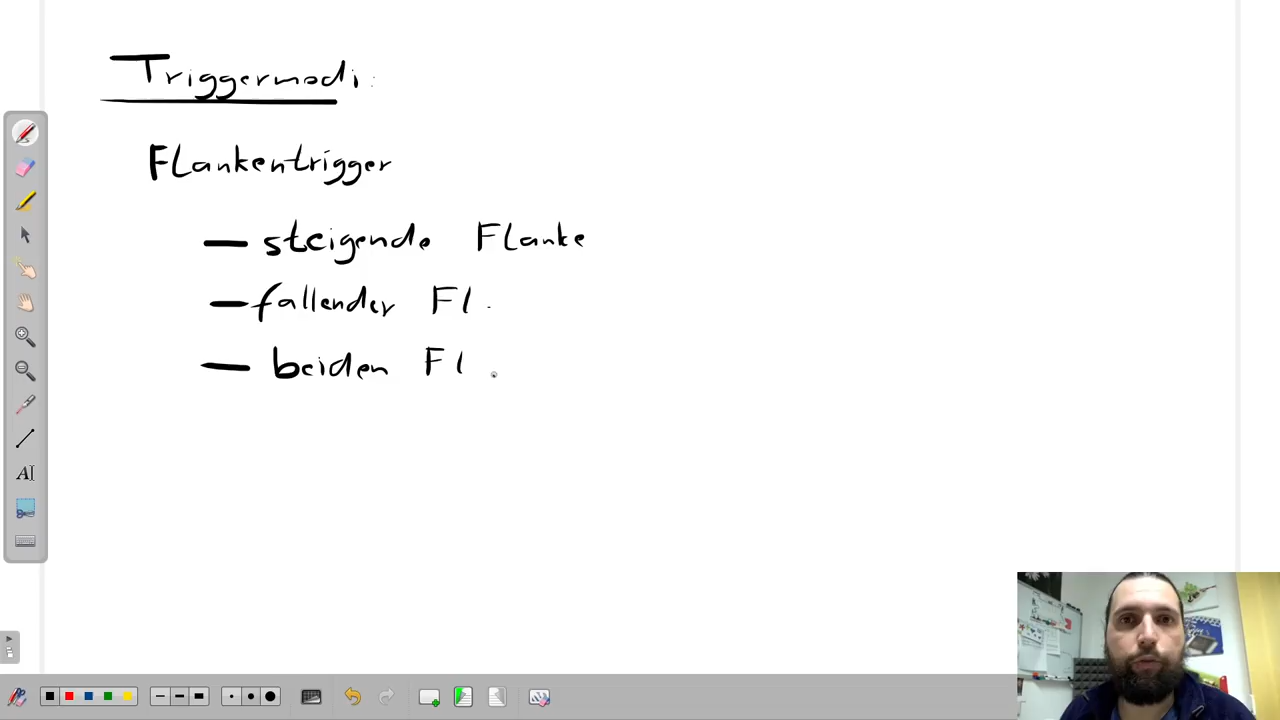 Triggermodi:
Flankentrigger
— steigende Flanke
— fallender Fl.
— beiden Fl.